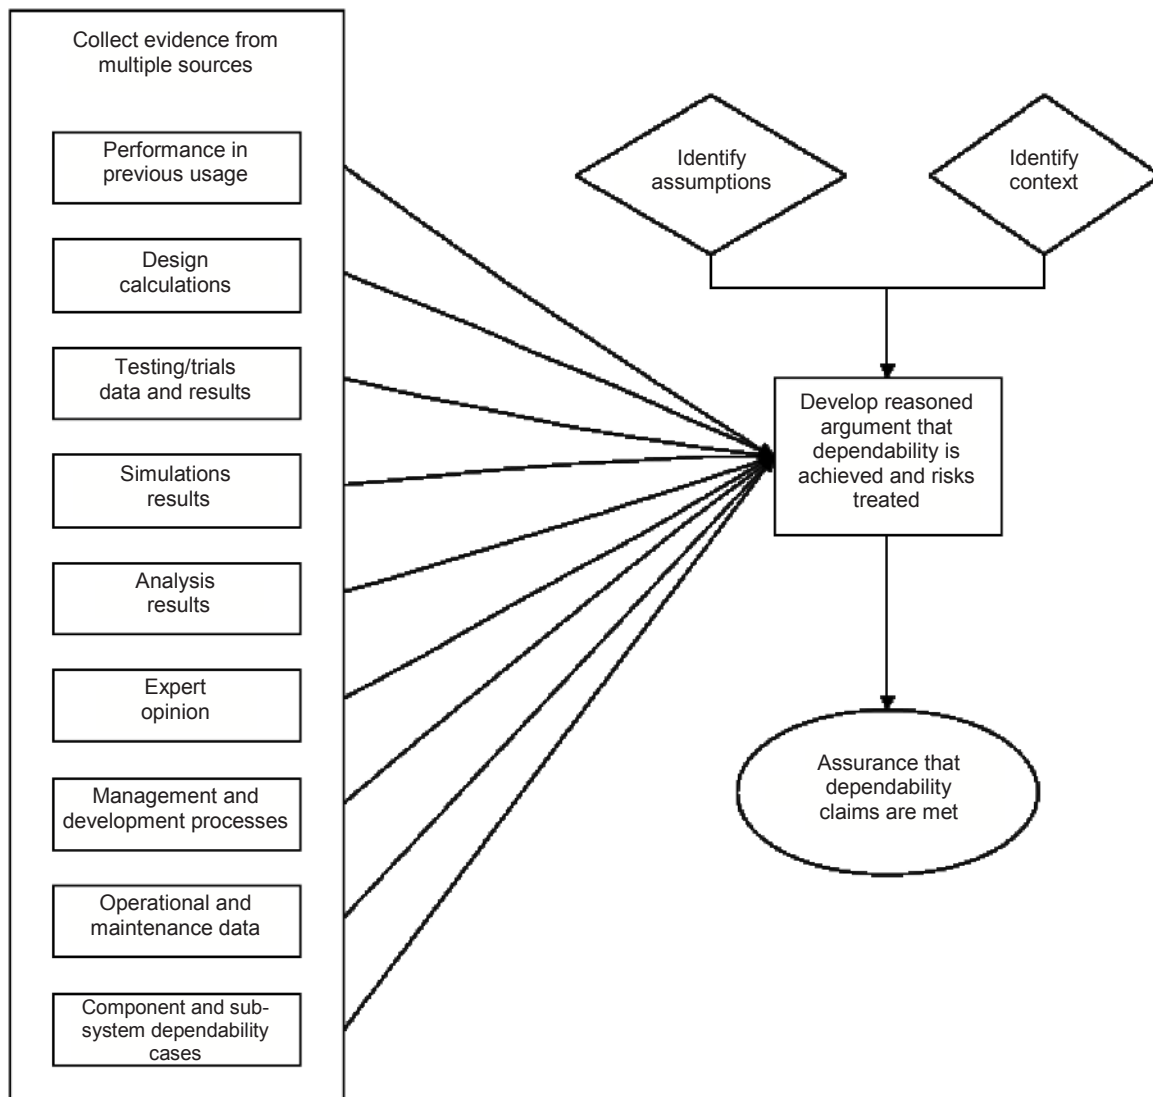 Collect evidence from
multiple sources
Performance in
previous usage
Design
calculations
Testing/trials
data and results
Simulations
results
Analysis
results
Expert
opinion
Management and
development processes
Operational and
maintenance data
Component and sub-
system dependability
cases
Identify
assumptions
Identify
context
Develop reasoned
argument that
dependability is
achieved and risks
treated
Assurance that
dependability
claims are met